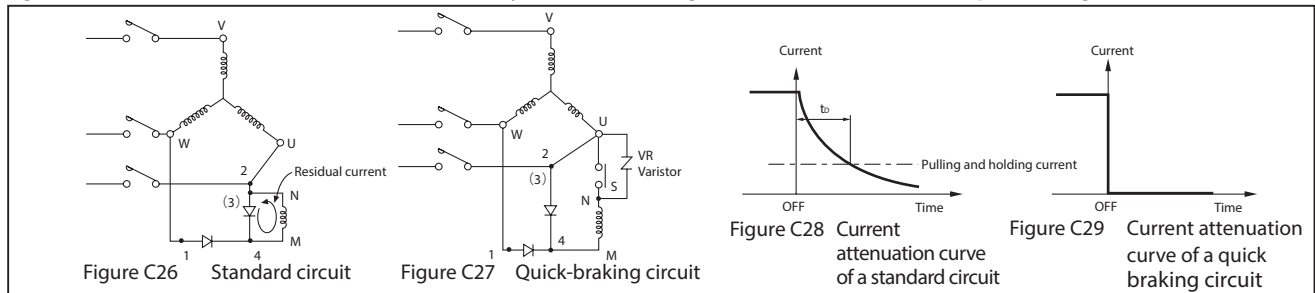 V
W
U
2
Residual current
(3)
N
1
4
M
Figure C26 Standard circuit
V
W
U
2
(3)
VR
Varistor
S
N
1
4
M
Figure C27 Quick-braking circuit
Current
tD
Pulling and holding current
OFF
Time
Figure C28 Current
attenuation curve
of a standard circuit
Current
OFF
Time
Figure C29 Current attenuation
curve of a quick
braking circuit